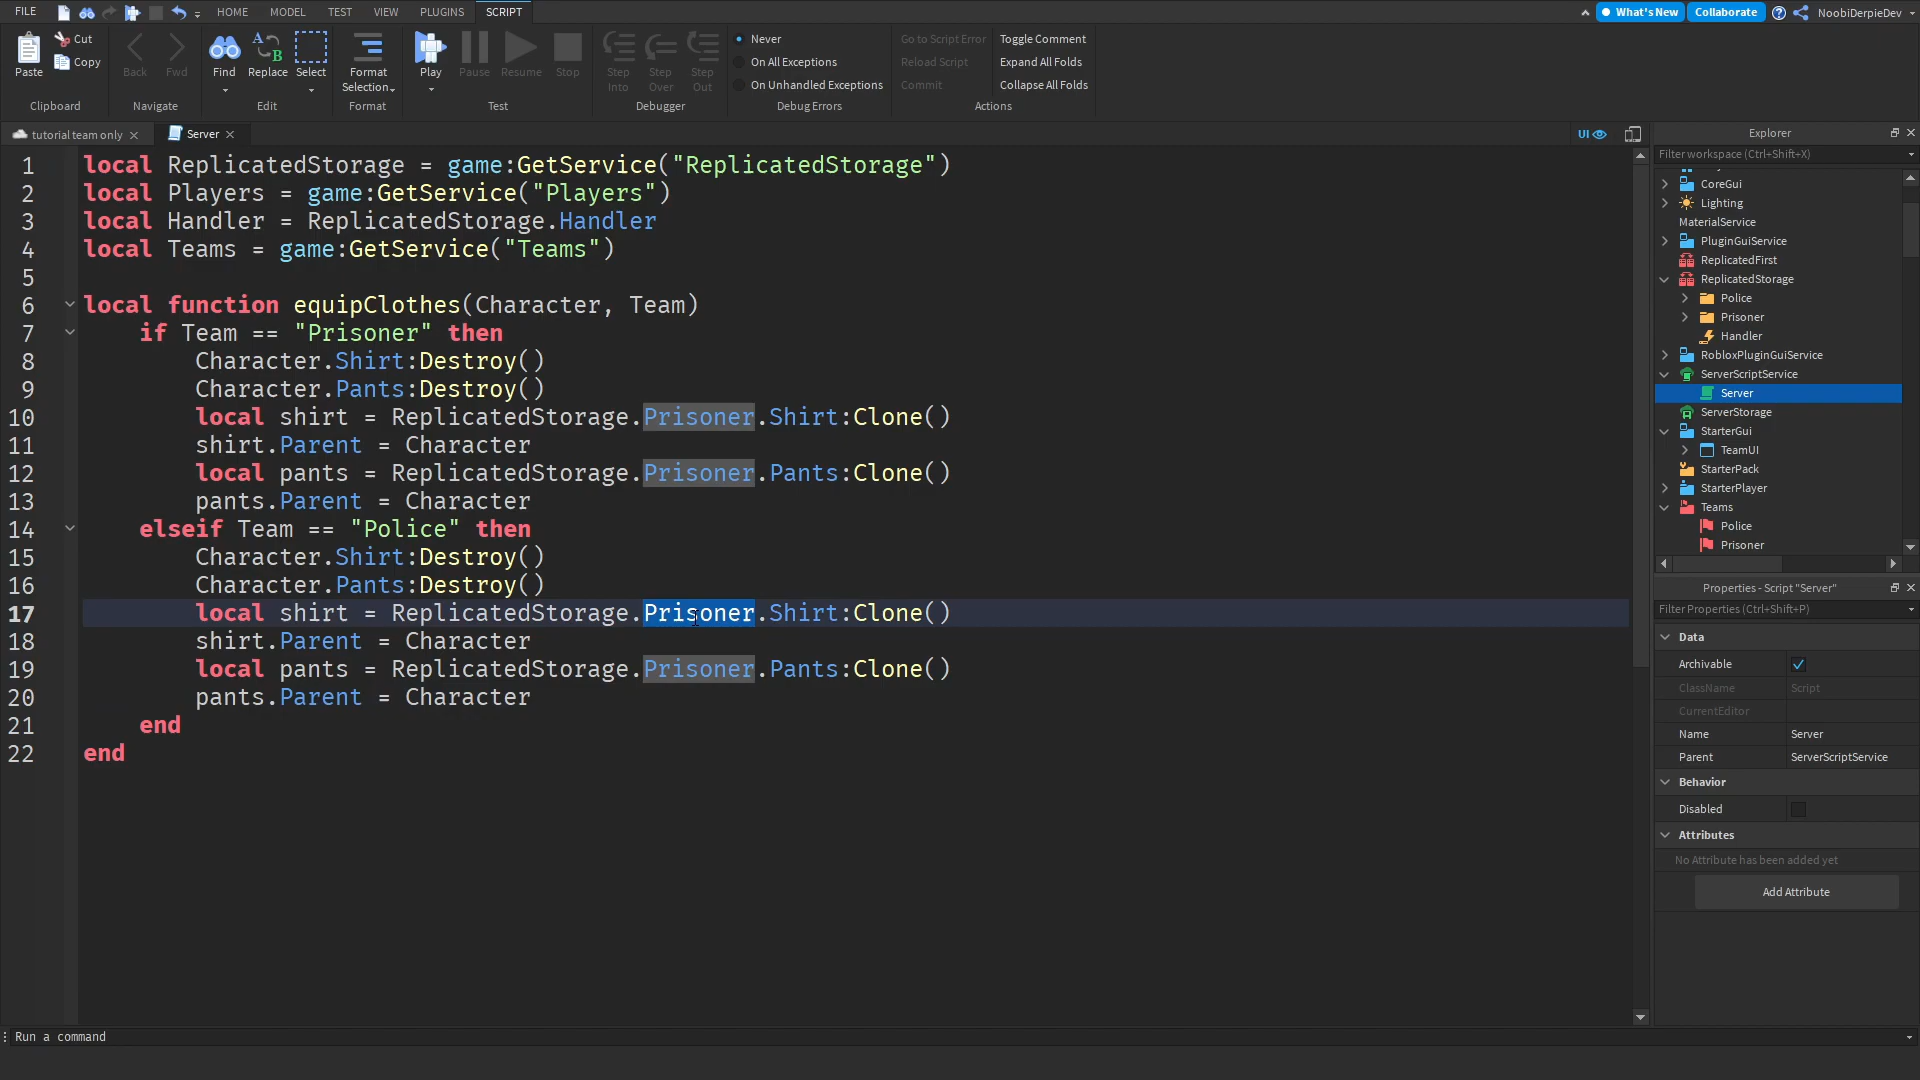 FILE HOME MODEL TEST VIEW PLUGINS SCRIPT What's New Collaborate NoobiDerpieDev
Paste Cut Copy Back Fwd Find Replace Select Format Selection Play Pause Resume Stop Step Into Step Over Step Out
Never Go to Script Error Toggle Comment
On All Exceptions Reload Script Expand All Folds
On Unhandled Exceptions Commit Collapse All Folds
Clipboard Navigate Edit Format Test Debugger Debug Errors Actions
tutorial team only Server UI
1 local ReplicatedStorage = game:GetService("ReplicatedStorage")
2 local Players = game:GetService("Players")
3 local Handler = ReplicatedStorage.Handler
4 local Teams = game:GetService("Teams")
5
6 local function equipClothes(Character, Team)
7 if Team == "Prisoner" then
8 Character.Shirt:Destroy()
9 Character.Pants:Destroy()
10 local shirt = ReplicatedStorage.Prisoner.Shirt:Clone()
11 shirt.Parent = Character
12 local pants = ReplicatedStorage.Prisoner.Pants:Clone()
13 pants.Parent = Character
14 elseif Team == "Police" then
15 Character.Shirt:Destroy()
16 Character.Pants:Destroy()
17 local shirt = ReplicatedStorage.Prisoner.Shirt:Clone()
18 shirt.Parent = Character
19 local pants = ReplicatedStorage.Prisoner.Pants:Clone()
20 pants.Parent = Character
21 end
22 end
Explorer
Filter workspace (Ctrl+Shift+X)
CoreGui
Lighting
MaterialService
PluginGuiService
ReplicatedFirst
ReplicatedStorage
Police
Prisoner
Handler
RobloxPluginGuiService
ServerScriptService
Server
ServerStorage
StarterGui
TeamUI
StarterPack
StarterPlayer
Teams
Police
Prisoner
Properties - Script "Server"
Filter Properties (Ctrl+Shift+P)
Data
Archivable
ClassName Script
CurrentEditor
Name Server
Parent ServerScriptService
Behavior
Disabled
Attributes
No Attribute has been added yet
Add Attribute
Run a command